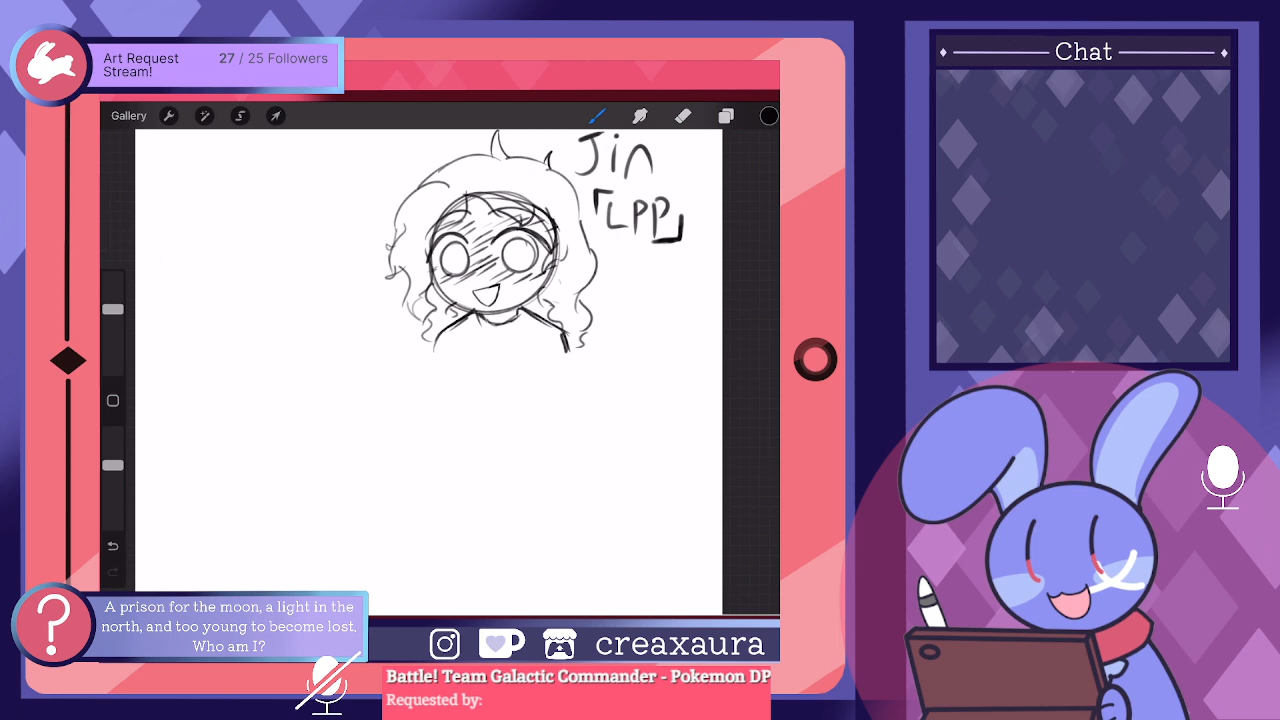 Art Request
Stream!
27 / 25 Followers
Chat
Gallery
Jin
「LPP」
A prison for the moon, a light in the
north, and too young to become lost.
Who am I?
creaxaura
Battle! Team Galactic Commander - Pokemon DP
Requested by: